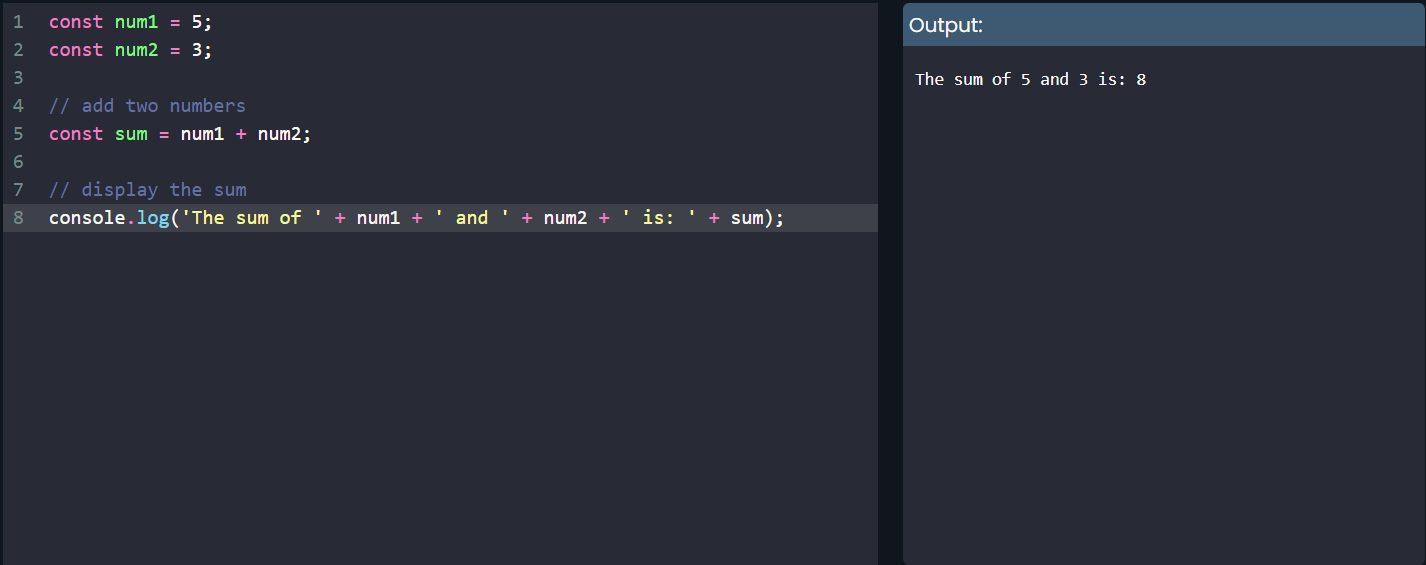 1 const num1 = 5;
2 const num2 = 3;
3
4 // add two numbers
5 const sum = num1 + num2;
6
7 // display the sum
8 console.log('The sum of ' + num1 + ' and ' + num2 + ' is: ' + sum);
Output:
The sum of 5 and 3 is: 8